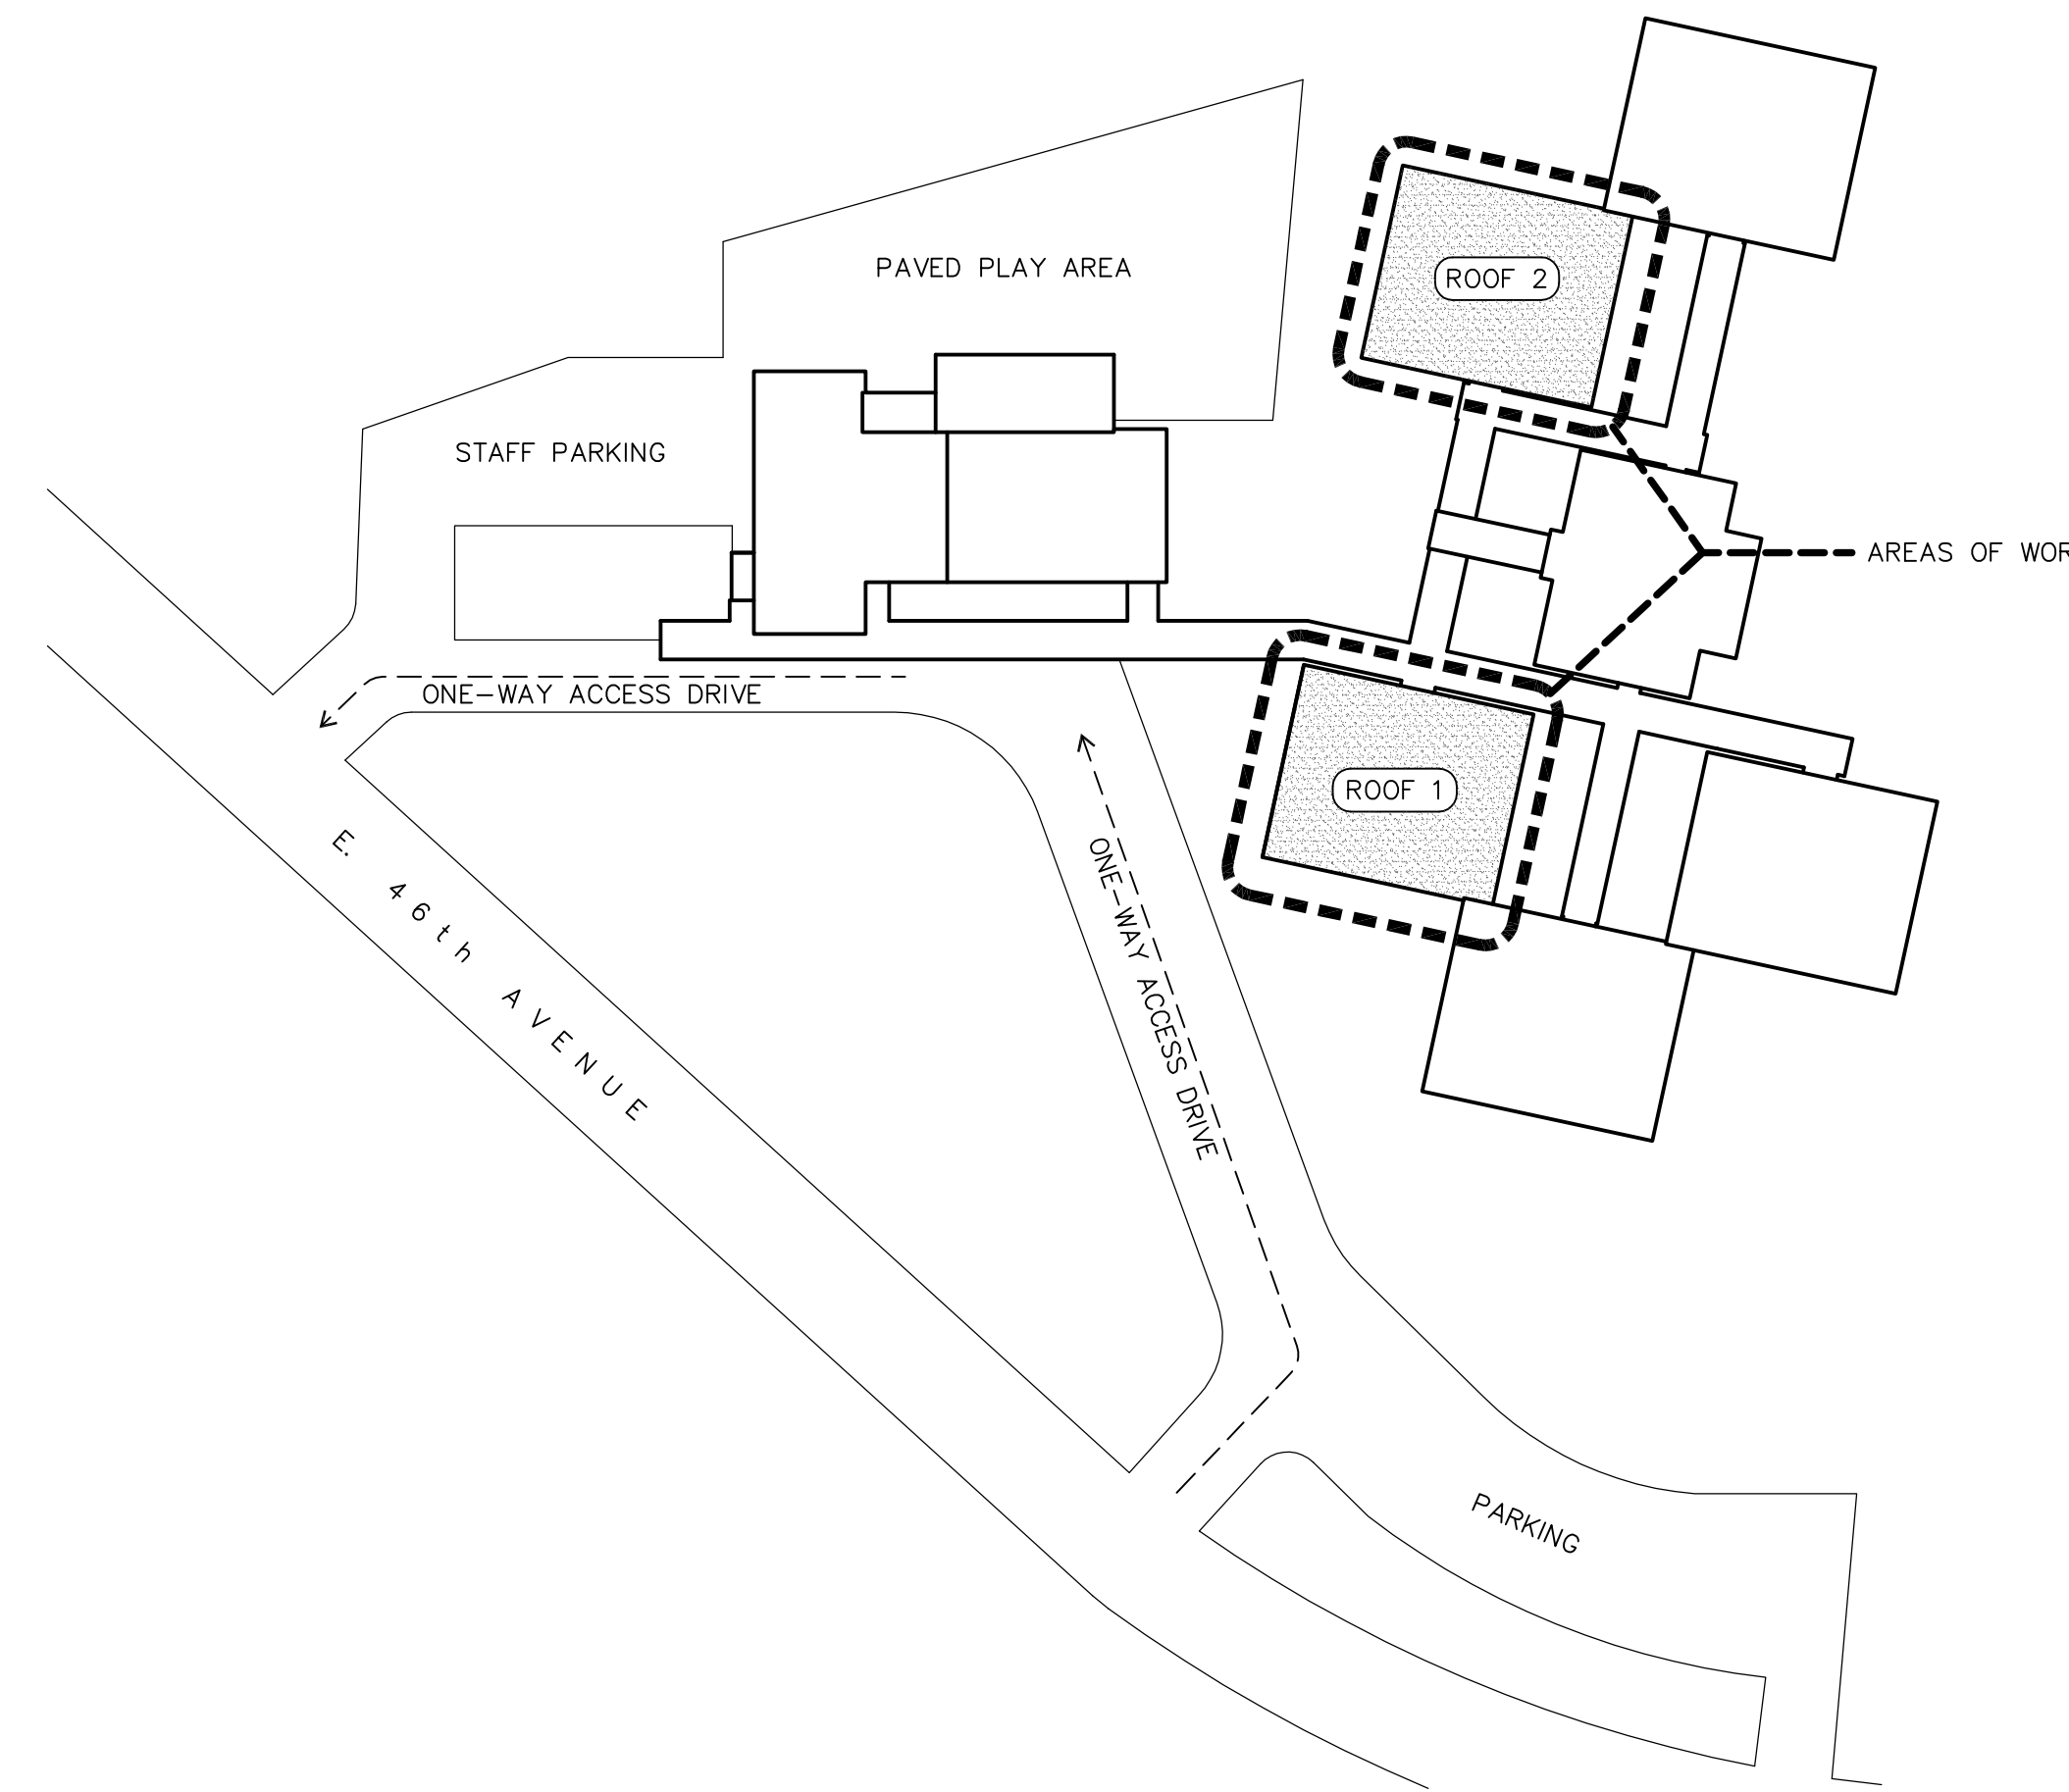 PAVED PLAY AREA
ROOF 2
STAFF PARKING
AREAS OF WOR
ONE-WAY ACCESS DRIVE
ROOF 1
E. 46th AVENUE
ONE-WAY ACCESS DRIVE
PARKING